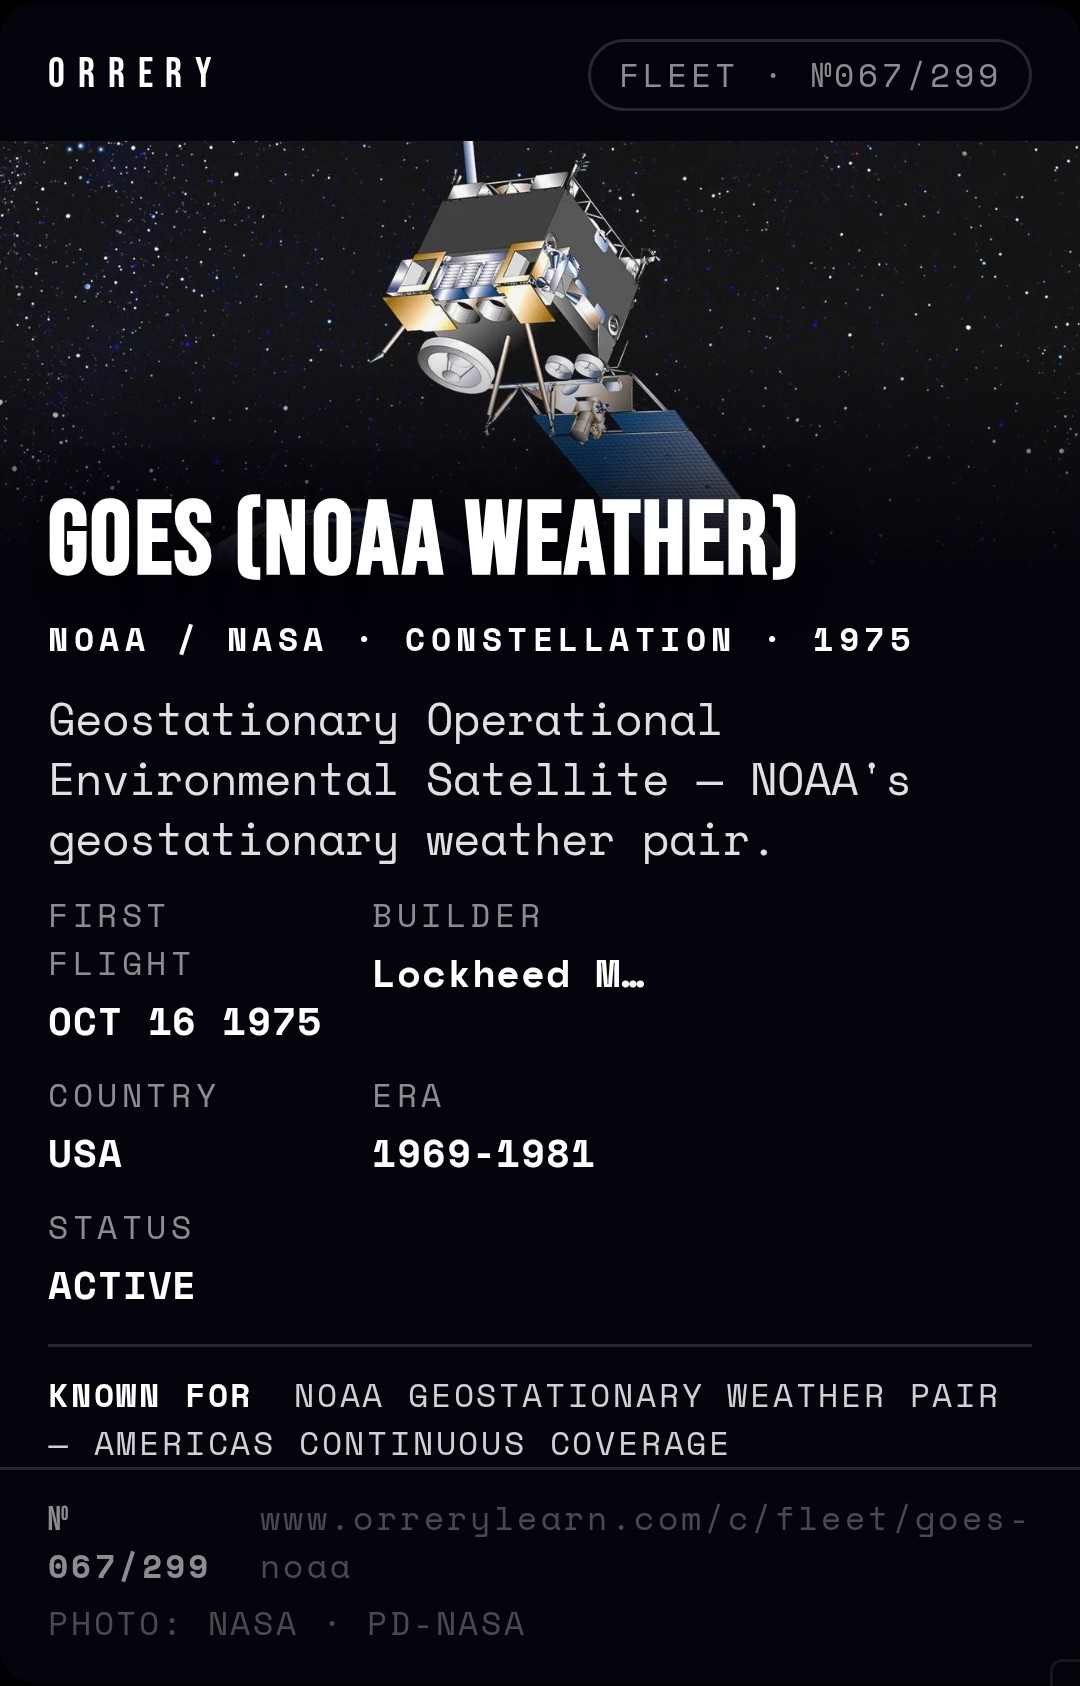 ORRERY
FLEET · №067/299
GOES (NOAA WEATHER)
NOAA / NASA · CONSTELLATION · 1975
Geostationary Operational
Environmental Satellite — NOAA's
geostationary weather pair.
FIRST
FLIGHT
OCT 16 1975
BUILDER
Lockheed M…
COUNTRY
USA
ERA
1969-1981
STATUS
ACTIVE
KNOWN FOR NOAA GEOSTATIONARY WEATHER PAIR
— AMERICAS CONTINUOUS COVERAGE
№
067/299
www.orrerylearn.com/c/fleet/goes-
noaa
PHOTO: NASA · PD-NASA